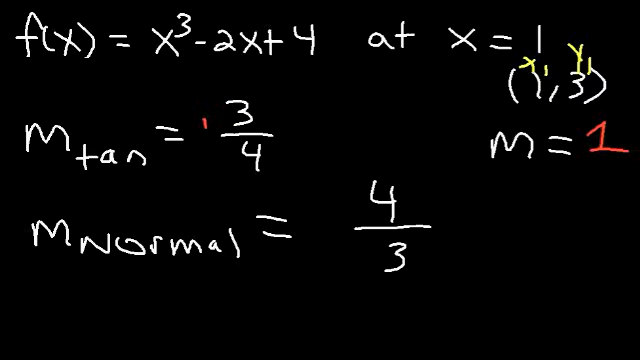 f(x) = x³ - 2x + 4 at x = 1
x₁ y₁
(1, 3)
m_tan = 3/4
m = 1
m_Normal = 4/3